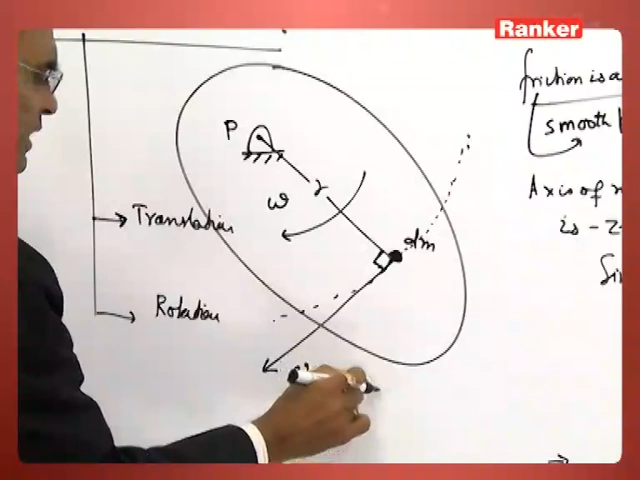 Ranker
friction is a
smooth
P
r
ω
dm
Translation
Rotation
Axis of
is - z